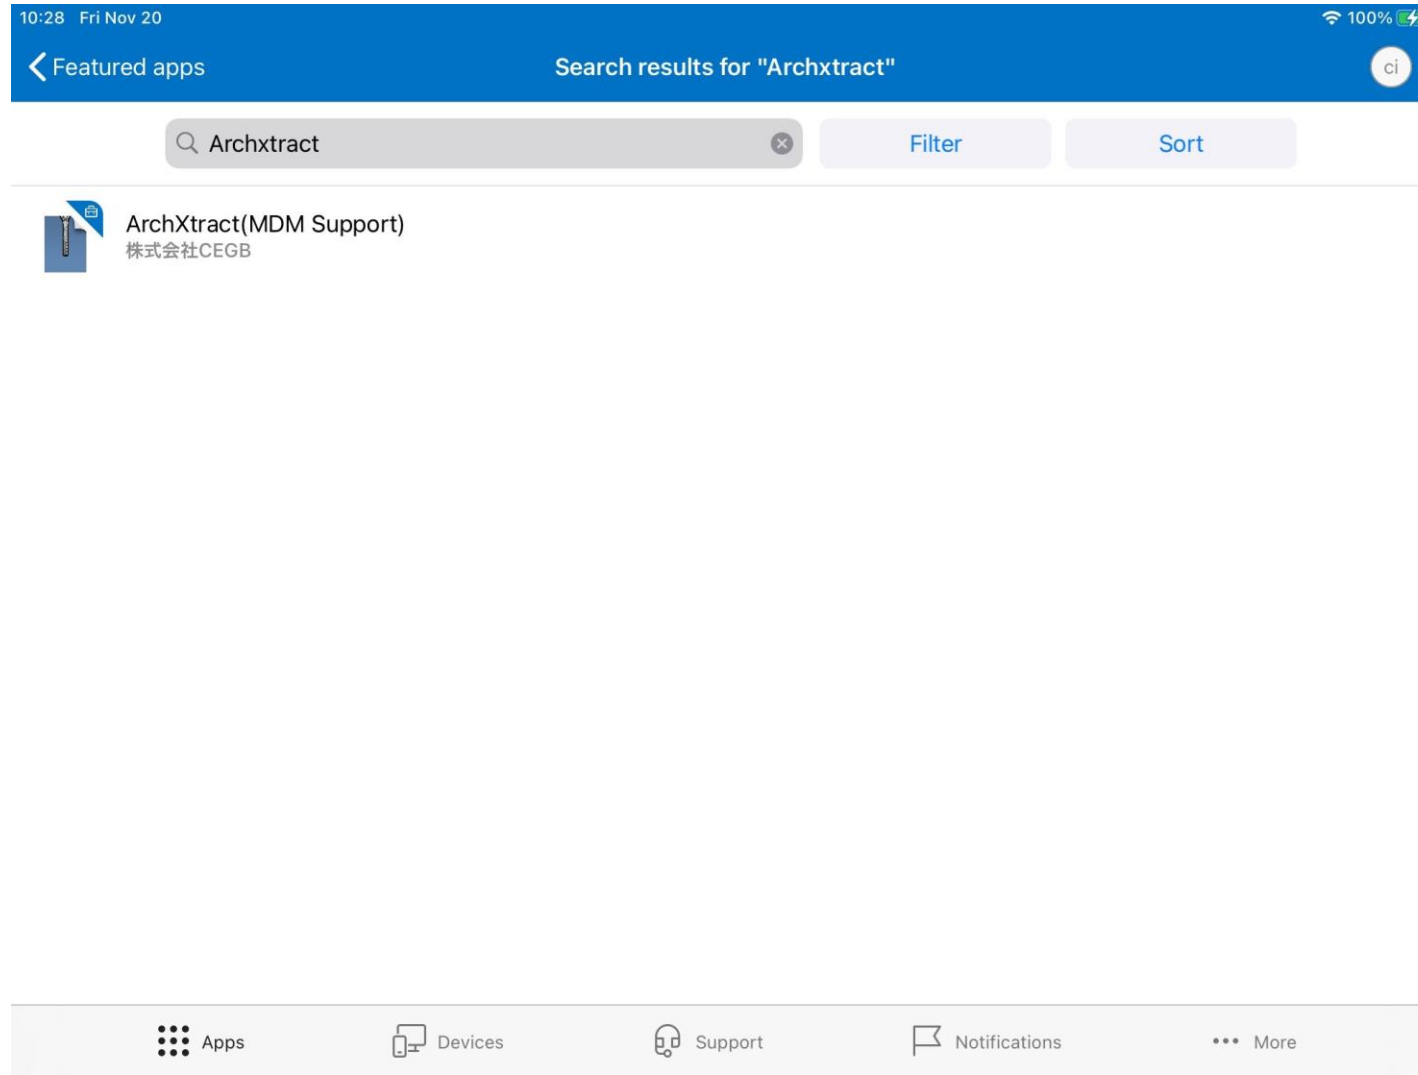 10:28 Fri Nov 20 100%
Featured apps Search results for "Archxtract" ci
Archxtract Filter Sort
ArchXtract(MDM Support)
株式会社CEGB
Apps Devices Support Notifications More